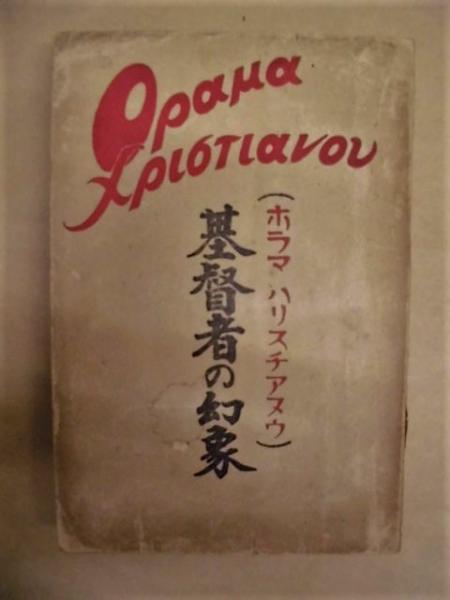 Οραμα
Χριστιανου
(ホラマ ハリスチアヌウ)
基督者の幻象